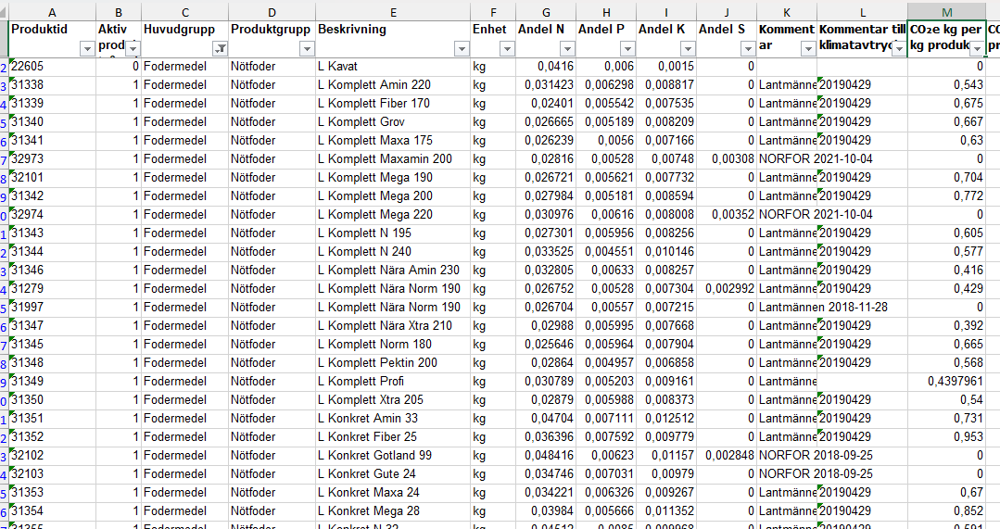 A B C D E F G H I J K L M
Produktid Aktiv prod Huvudgrupp Produktgrupp Beskrivning Enhet Andel N Andel P Andel K Andel S Komment ar Kommentar till klimatavtryc CO₂e kg per kg produk CO pr
2 22605 0 Fodermedel Nötfoder L Kavat kg 0,0416 0,006 0,0015 0 0
3 31338 1 Fodermedel Nötfoder L Komplett Amin 220 kg 0,031423 0,006298 0,008817 0 Lantmänne 20190429 0,543
4 31339 1 Fodermedel Nötfoder L Komplett Fiber 170 kg 0,02401 0,005542 0,007535 0 Lantmänne 20190429 0,675
5 31340 1 Fodermedel Nötfoder L Komplett Grov kg 0,026665 0,005189 0,008209 0 Lantmänne 20190429 0,667
6 31341 1 Fodermedel Nötfoder L Komplett Maxa 175 kg 0,026239 0,0056 0,007166 0 Lantmänne 20190429 0,63
7 32973 1 Fodermedel Nötfoder L Komplett Maxamin 200 kg 0,02816 0,00528 0,00748 0,00308 NORFOR 2021-10-04 0
8 32101 1 Fodermedel Nötfoder L Komplett Mega 190 kg 0,026721 0,005621 0,007732 0 Lantmänne 20190429 0,704
9 31342 1 Fodermedel Nötfoder L Komplett Mega 200 kg 0,027984 0,005181 0,008594 0 Lantmänne 20190429 0,772
0 32974 1 Fodermedel Nötfoder L Komplett Mega 220 kg 0,030976 0,00616 0,008008 0,00352 NORFOR 2021-10-04 0
1 31343 1 Fodermedel Nötfoder L Komplett N 195 kg 0,027301 0,005956 0,008256 0 Lantmänne 20190429 0,605
2 31344 1 Fodermedel Nötfoder L Komplett N 240 kg 0,033525 0,004551 0,010146 0 Lantmänne 20190429 0,577
3 31346 1 Fodermedel Nötfoder L Komplett Nära Amin 230 kg 0,032805 0,00633 0,008257 0 Lantmänne 20190429 0,416
4 31279 1 Fodermedel Nötfoder L Komplett Nära Norm 190 kg 0,026752 0,00528 0,007304 0,002992 Lantmänne 20190429 0,429
5 31997 1 Fodermedel Nötfoder L Komplett Nära Norm 190 kg 0,026704 0,00557 0,007215 0 Lantmännen 2018-11-28 0
6 31347 1 Fodermedel Nötfoder L Komplett Nära Xtra 210 kg 0,02988 0,005995 0,007668 0 Lantmänne 20190429 0,392
7 31345 1 Fodermedel Nötfoder L Komplett Norm 180 kg 0,025646 0,005964 0,007904 0 Lantmänne 20190429 0,665
8 31348 1 Fodermedel Nötfoder L Komplett Pektin 200 kg 0,02864 0,004957 0,006858 0 Lantmänne 20190429 0,568
9 31349 1 Fodermedel Nötfoder L Komplett Profi kg 0,030789 0,005203 0,009161 0 Lantmänne 0,4397961
0 31350 1 Fodermedel Nötfoder L Komplett Xtra 205 kg 0,02879 0,005988 0,008373 0 Lantmänne 20190429 0,54
1 31351 1 Fodermedel Nötfoder L Konkret Amin 33 kg 0,04704 0,007111 0,012512 0 Lantmänne 20190429 0,731
2 31352 1 Fodermedel Nötfoder L Konkret Fiber 25 kg 0,036396 0,007592 0,009779 0 Lantmänne 20190429 0,953
3 32102 1 Fodermedel Nötfoder L Konkret Gotland 99 kg 0,048416 0,00623 0,01157 0,002848 NORFOR 2018-09-25 0
4 32103 1 Fodermedel Nötfoder L Konkret Gute 24 kg 0,034746 0,007031 0,00979 0 NORFOR 2018-09-25 0
5 31353 1 Fodermedel Nötfoder L Konkret Maxa 24 kg 0,034221 0,006326 0,009267 0 Lantmänne 20190429 0,67
6 31354 1 Fodermedel Nötfoder L Konkret Mega 28 kg 0,03984 0,005666 0,011352 0 Lantmänne 20190429 0,852